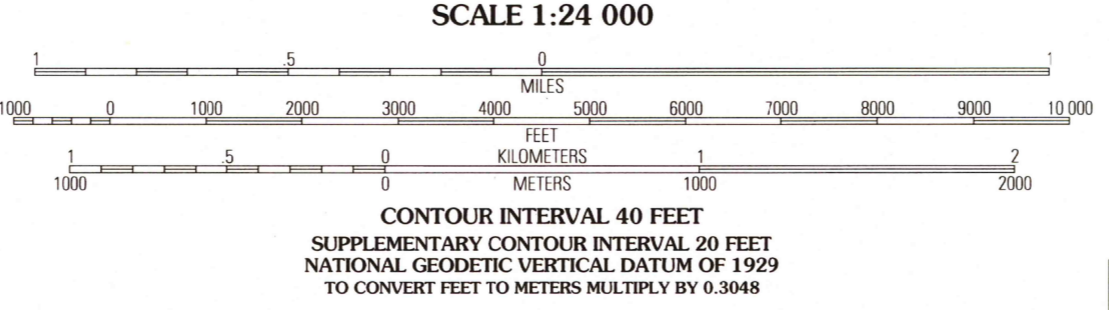 SCALE 1:24 000
1 .5 0 1
MILES
1000 0 1000 2000 3000 4000 5000 6000 7000 8000 9000 10 000
FEET
1 .5 0 KILOMETERS 1 2
1000 0 METERS 1000 2000
CONTOUR INTERVAL 40 FEET
SUPPLEMENTARY CONTOUR INTERVAL 20 FEET
NATIONAL GEODETIC VERTICAL DATUM OF 1929
TO CONVERT FEET TO METERS MULTIPLY BY 0.3048